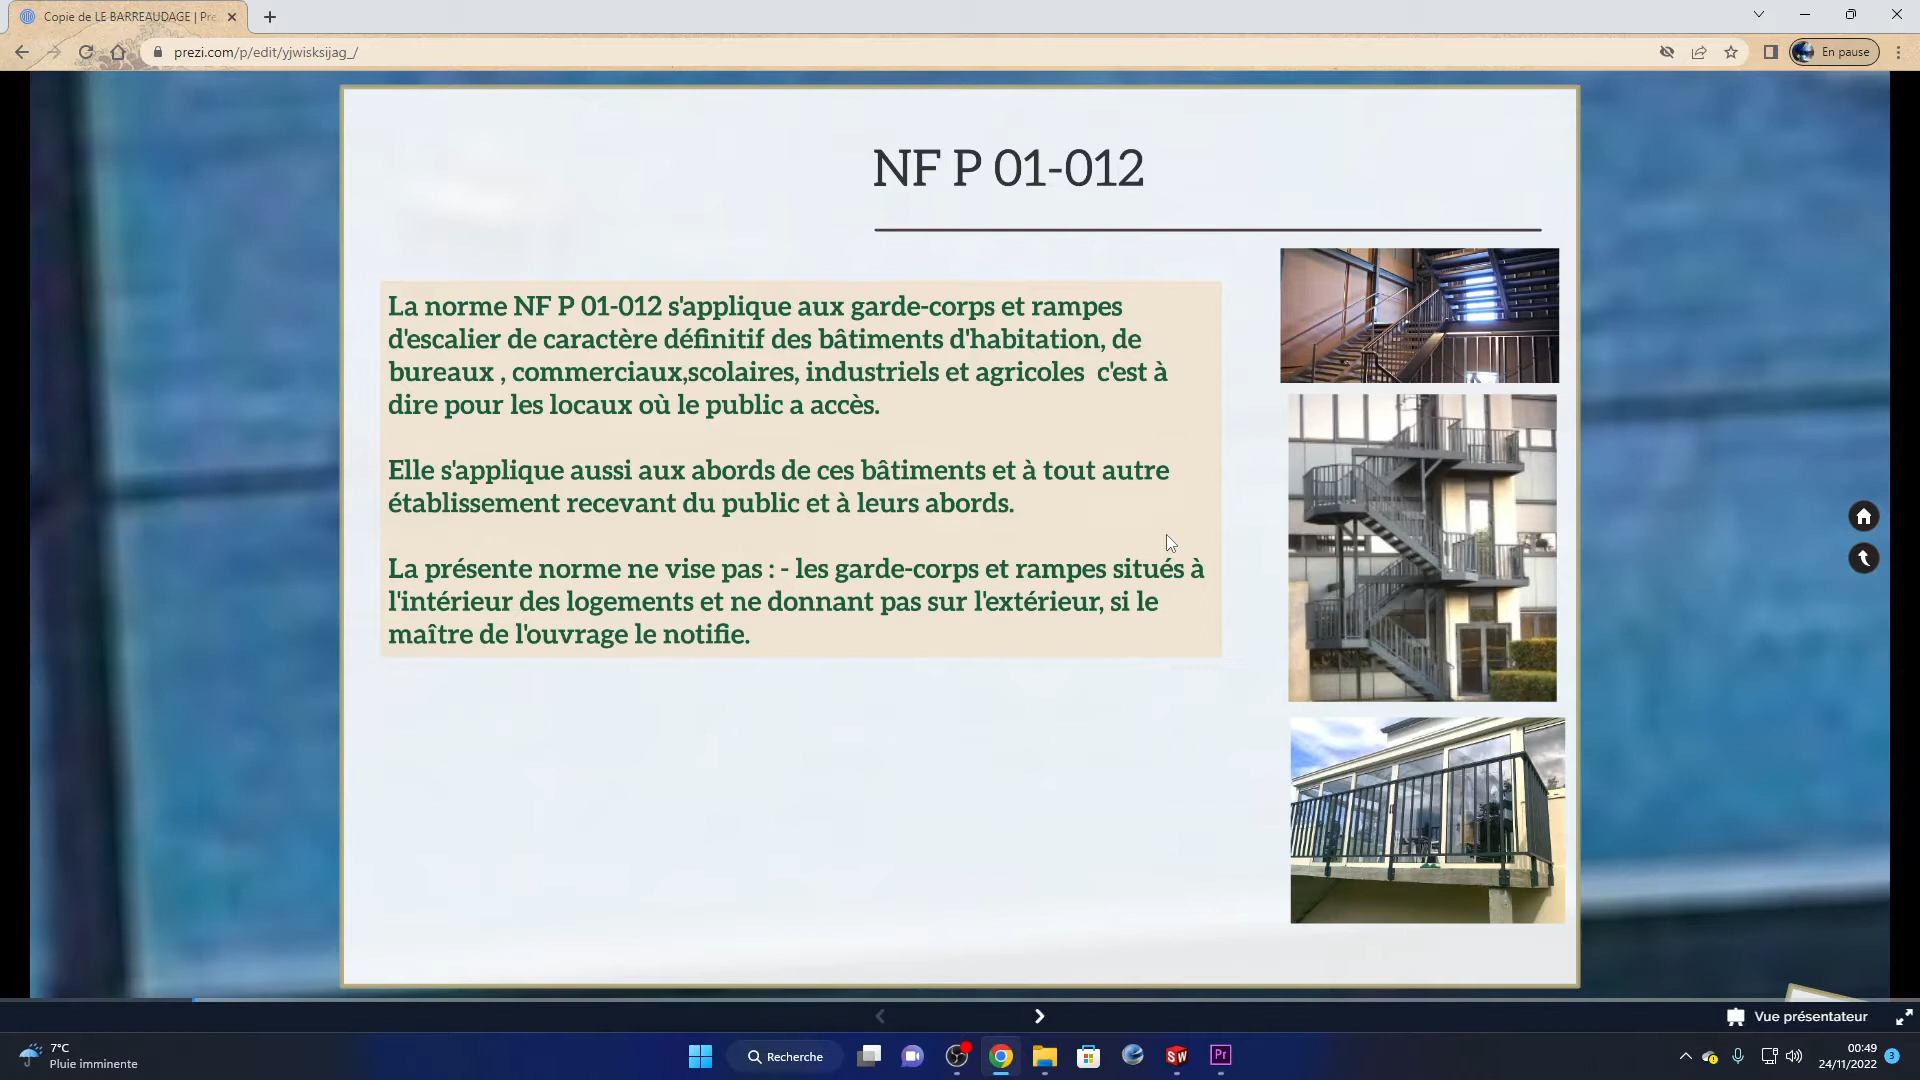 Copie de LE BARREAUDAGE | Pre
prezi.com/p/edit/yjwisksijag_/
En pause
NF P 01-012
La norme NF P 01-012 s'applique aux garde-corps et rampes
d'escalier de caractère définitif des bâtiments d'habitation, de
bureaux , commerciaux,scolaires, industriels et agricoles  c'est à
dire pour les locaux où le public a accès.
Elle s'applique aussi aux abords de ces bâtiments et à tout autre
établissement recevant du public et à leurs abords.
La présente norme ne vise pas : - les garde-corps et rampes situés à
l'intérieur des logements et ne donnant pas sur l'extérieur, si le
maître de l'ouvrage le notifie.
Vue présentateur
7°C
Pluie imminente
Recherche
SW
Pr
00:49
24/11/2022
3